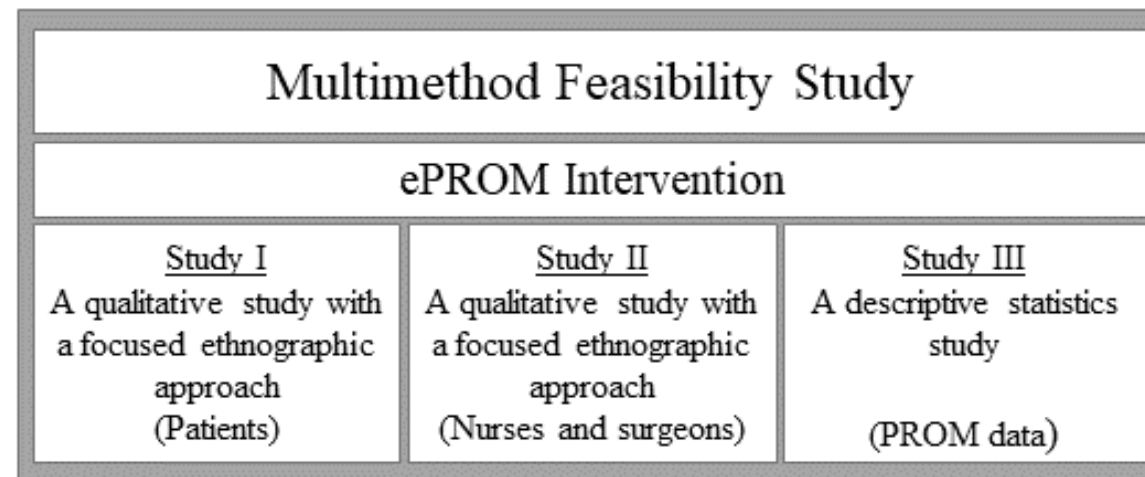 Multimethod Feasibility Study
ePROM Intervention
Study I
A qualitative study with
a focused ethnographic
approach
(Patients)
Study II
A qualitative study with
a focused ethnographic
approach
(Nurses and surgeons)
Study III
A descriptive statistics
study
(PROM data)